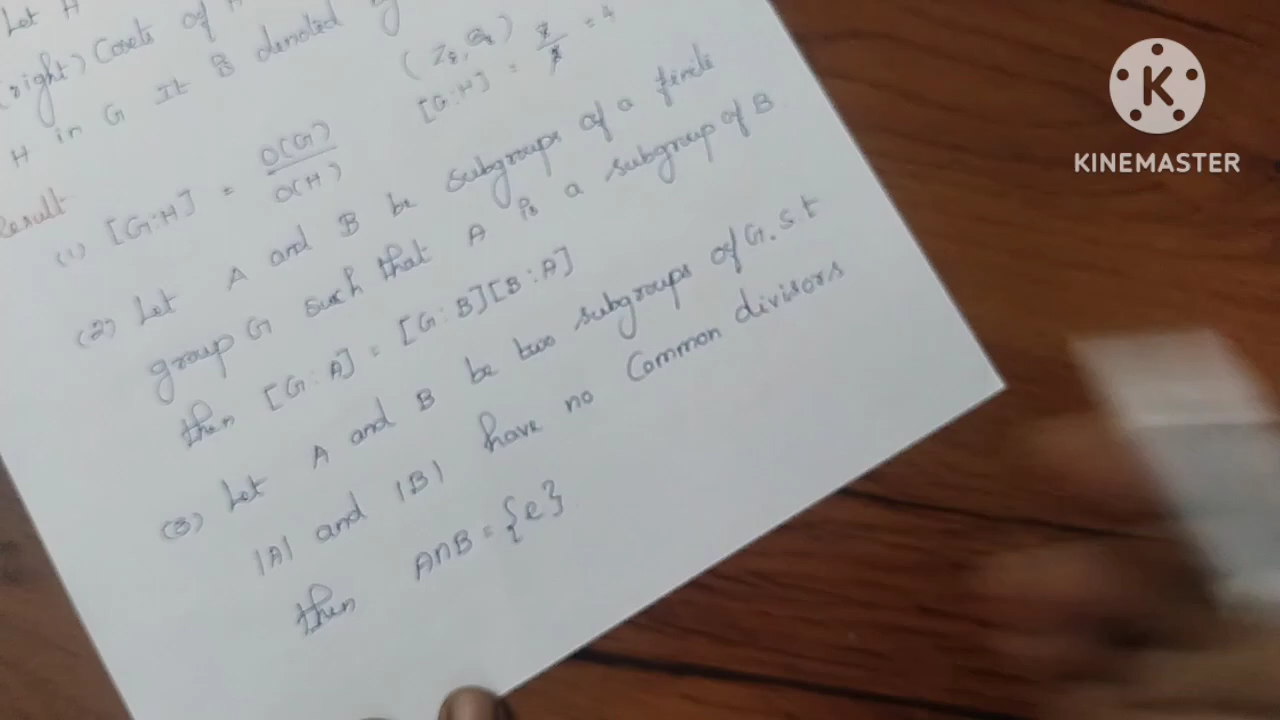 Let H
(right) Cosets of H
H in G It is denoted by
(Z8, ⊕8)
[G:H] = 8/2 = 4
Result
(1) [G:H] = O(G)/O(H)
(2) Let A and B be subgroups of a finite
group G such that A is a subgroup of B.
then [G:A] = [G:B][B:A]
(3) Let A and B be two subgroups of G. s.t
|A| and |B| have no Common divisors
then A∩B = {e}.
K
KINEMASTER